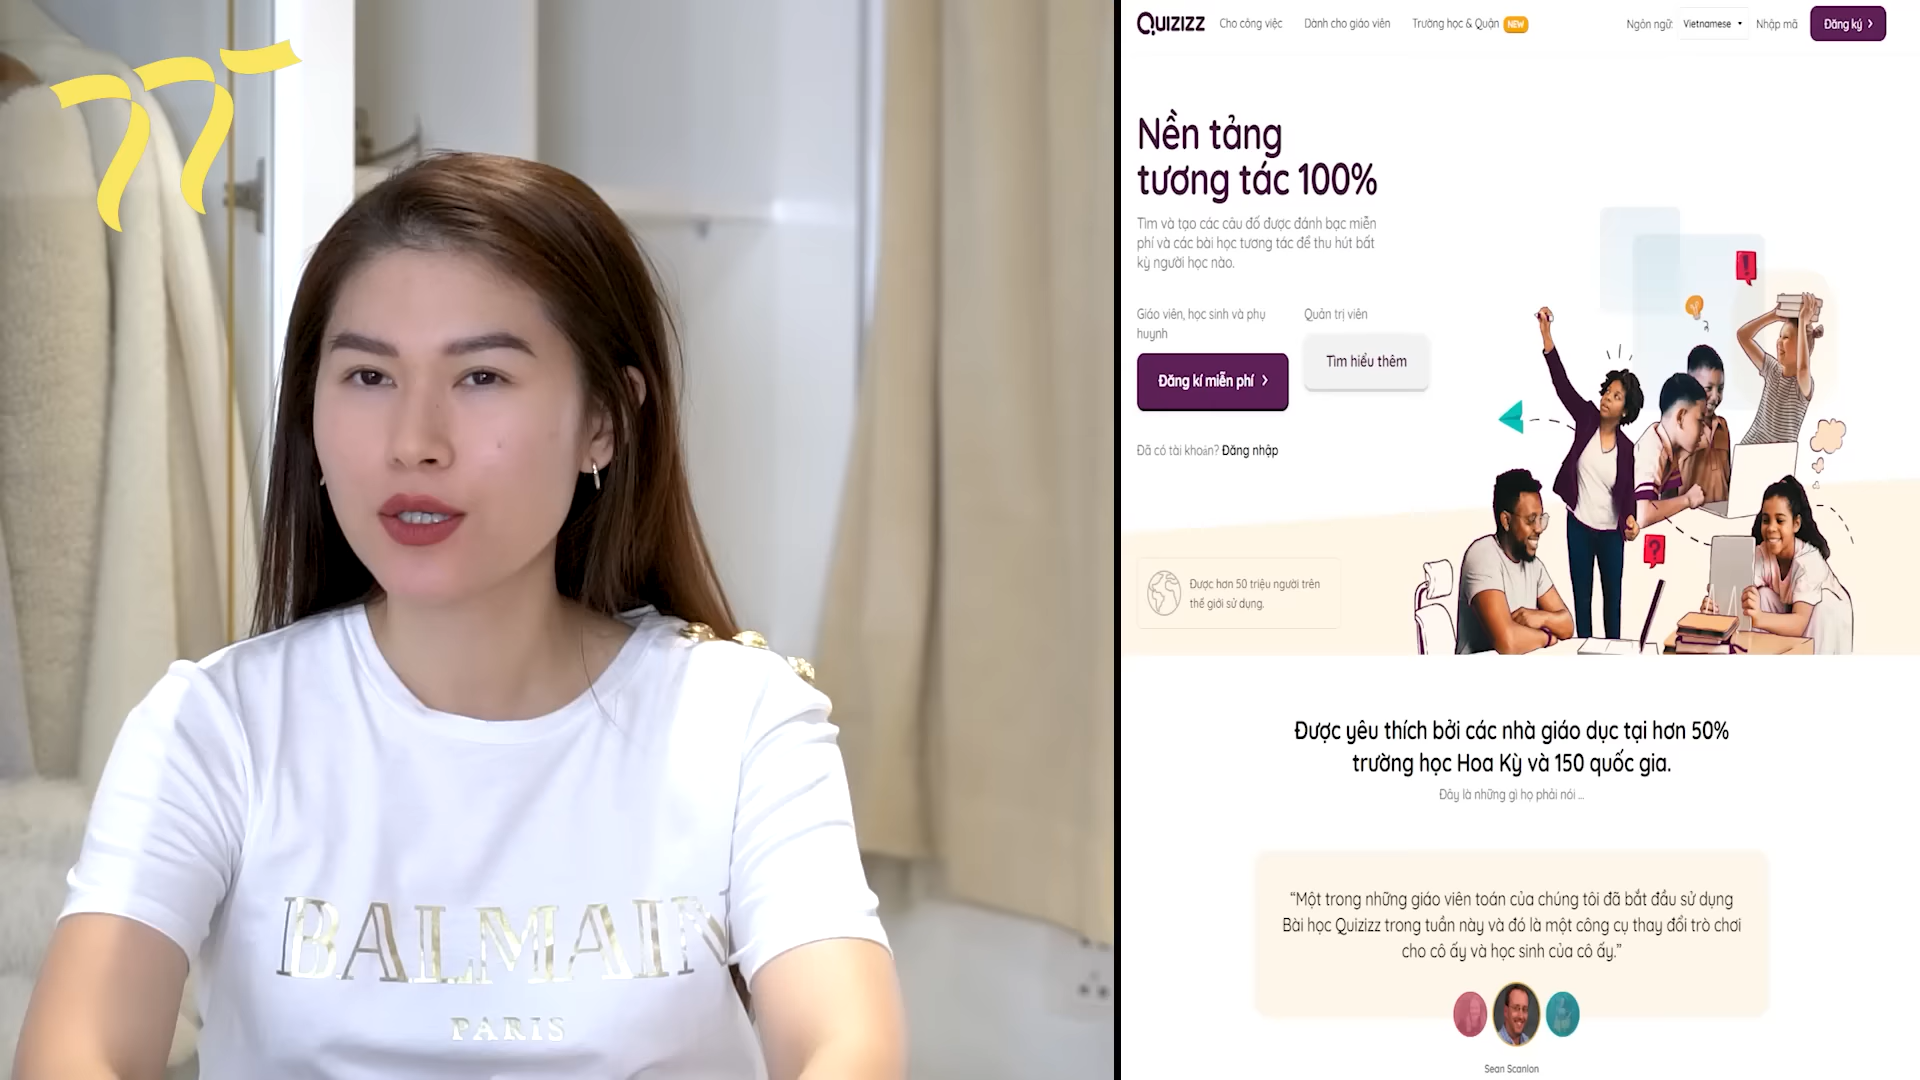 BALMAIN
PARIS
QUIZIZZ
Cho công việc
Dành cho giáo viên
Trường học & Quận NEW
Ngôn ngữ: Vietnamese
Nhập mã
Đăng ký
Nền tảng
tương tác 100%
Tìm và tạo các câu đố được đánh bạc miễn
phí và các bài học tương tác để thu hút bất
kỳ người học nào.
Giáo viên, học sinh và phụ
huynh
Đăng kí miễn phí
Quản trị viên
Tìm hiểu thêm
Đã có tài khoản? Đăng nhập
Được hơn 50 triệu người trên
thế giới sử dụng.
Được yêu thích bởi các nhà giáo dục tại hơn 50%
trường học Hoa Kỳ và 150 quốc gia.
Đây là những gì họ phải nói ...
“Một trong những giáo viên toán của chúng tôi đã bắt đầu sử dụng
Bài học Quizizz trong tuần này và đó là một công cụ thay đổi trò chơi
cho cô ấy và học sinh của cô ấy.”
Sean Scanlon